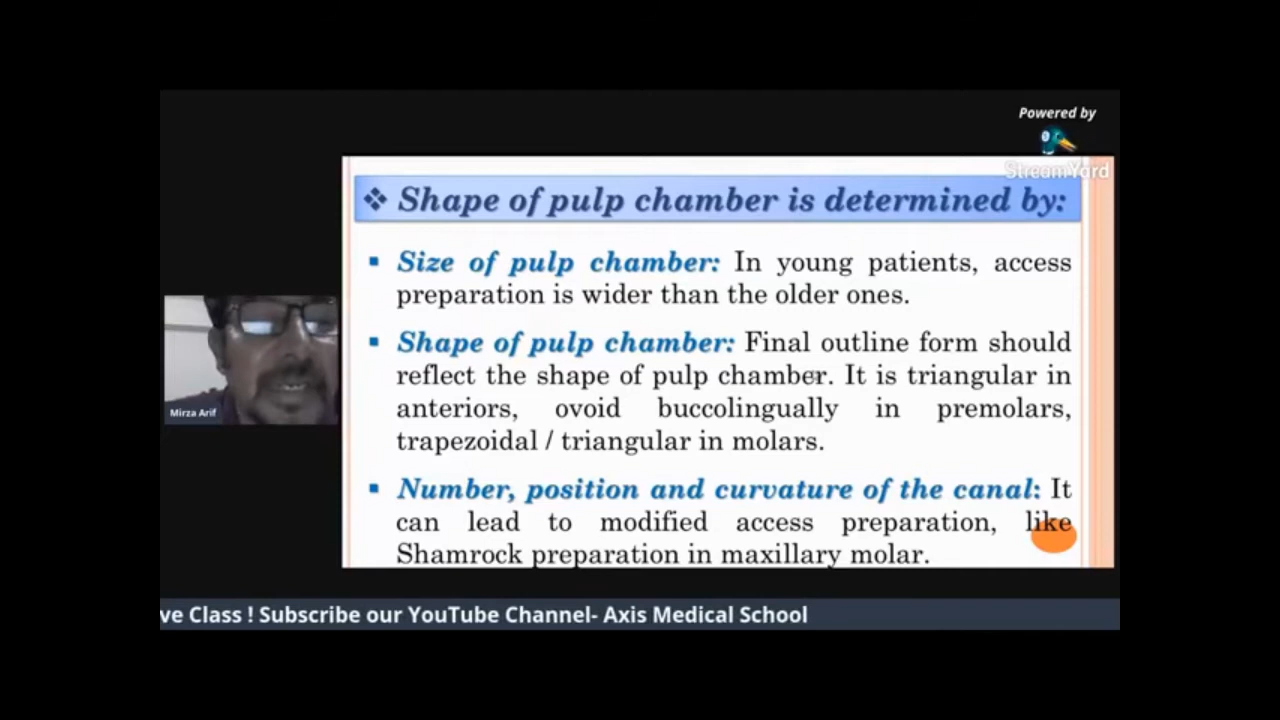 Powered by
StreamYard
❖ Shape of pulp chamber is determined by:
▪ Size of pulp chamber: In young patients, access
preparation is wider than the older ones.
▪ Shape of pulp chamber: Final outline form should
reflect the shape of pulp chamber. It is triangular in
anteriors, ovoid buccolingually in premolars,
trapezoidal / triangular in molars.
▪ Number, position and curvature of the canal: It
can lead to modified access preparation, like
Shamrock preparation in maxillary molar.
Mirza Arif
ve Class ! Subscribe our YouTube Channel- Axis Medical School